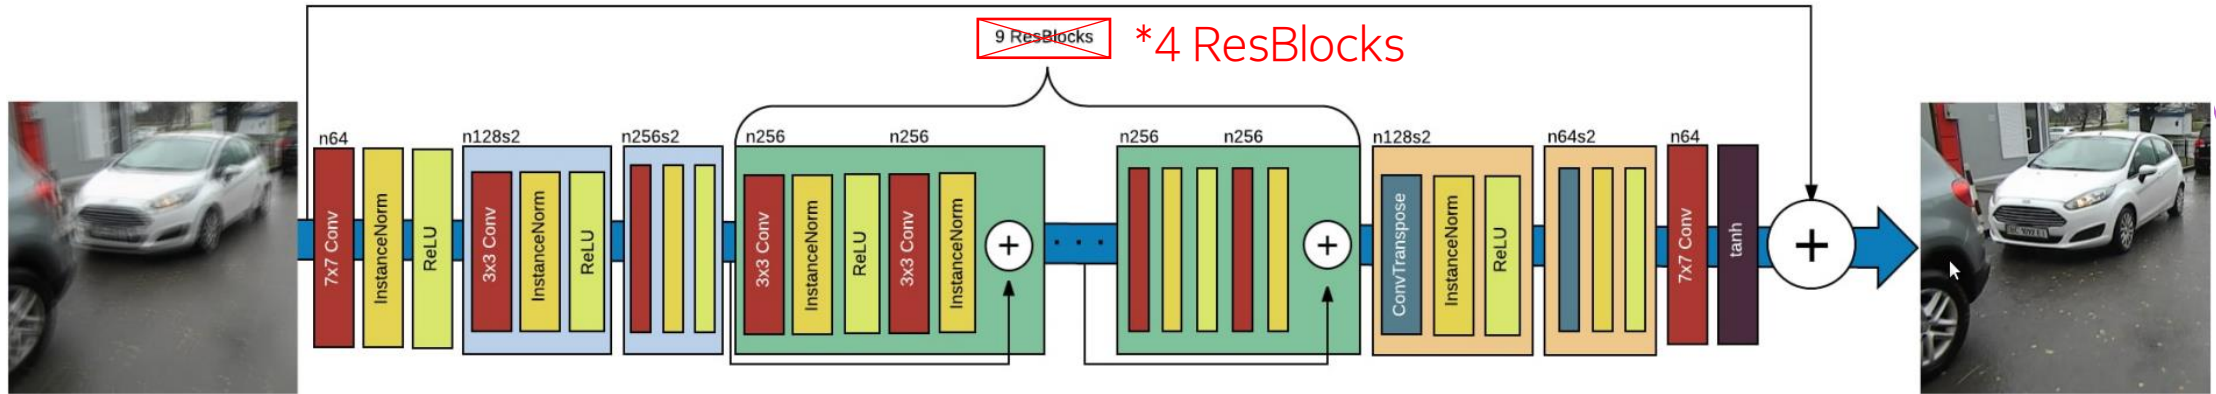 9 ResBlocks
*4 ResBlocks
n64
n128s2
n256s2
n256
n256
n256
n256
n128s2
n64s2
n64
7x7 Conv
InstanceNorm
ReLU
3x3 Conv
InstanceNorm
ReLU
3x3 Conv
InstanceNorm
ReLU
3x3 Conv
InstanceNorm
+
· · ·
+
ConvTranspose
InstanceNorm
ReLU
7x7 Conv
tanh
+